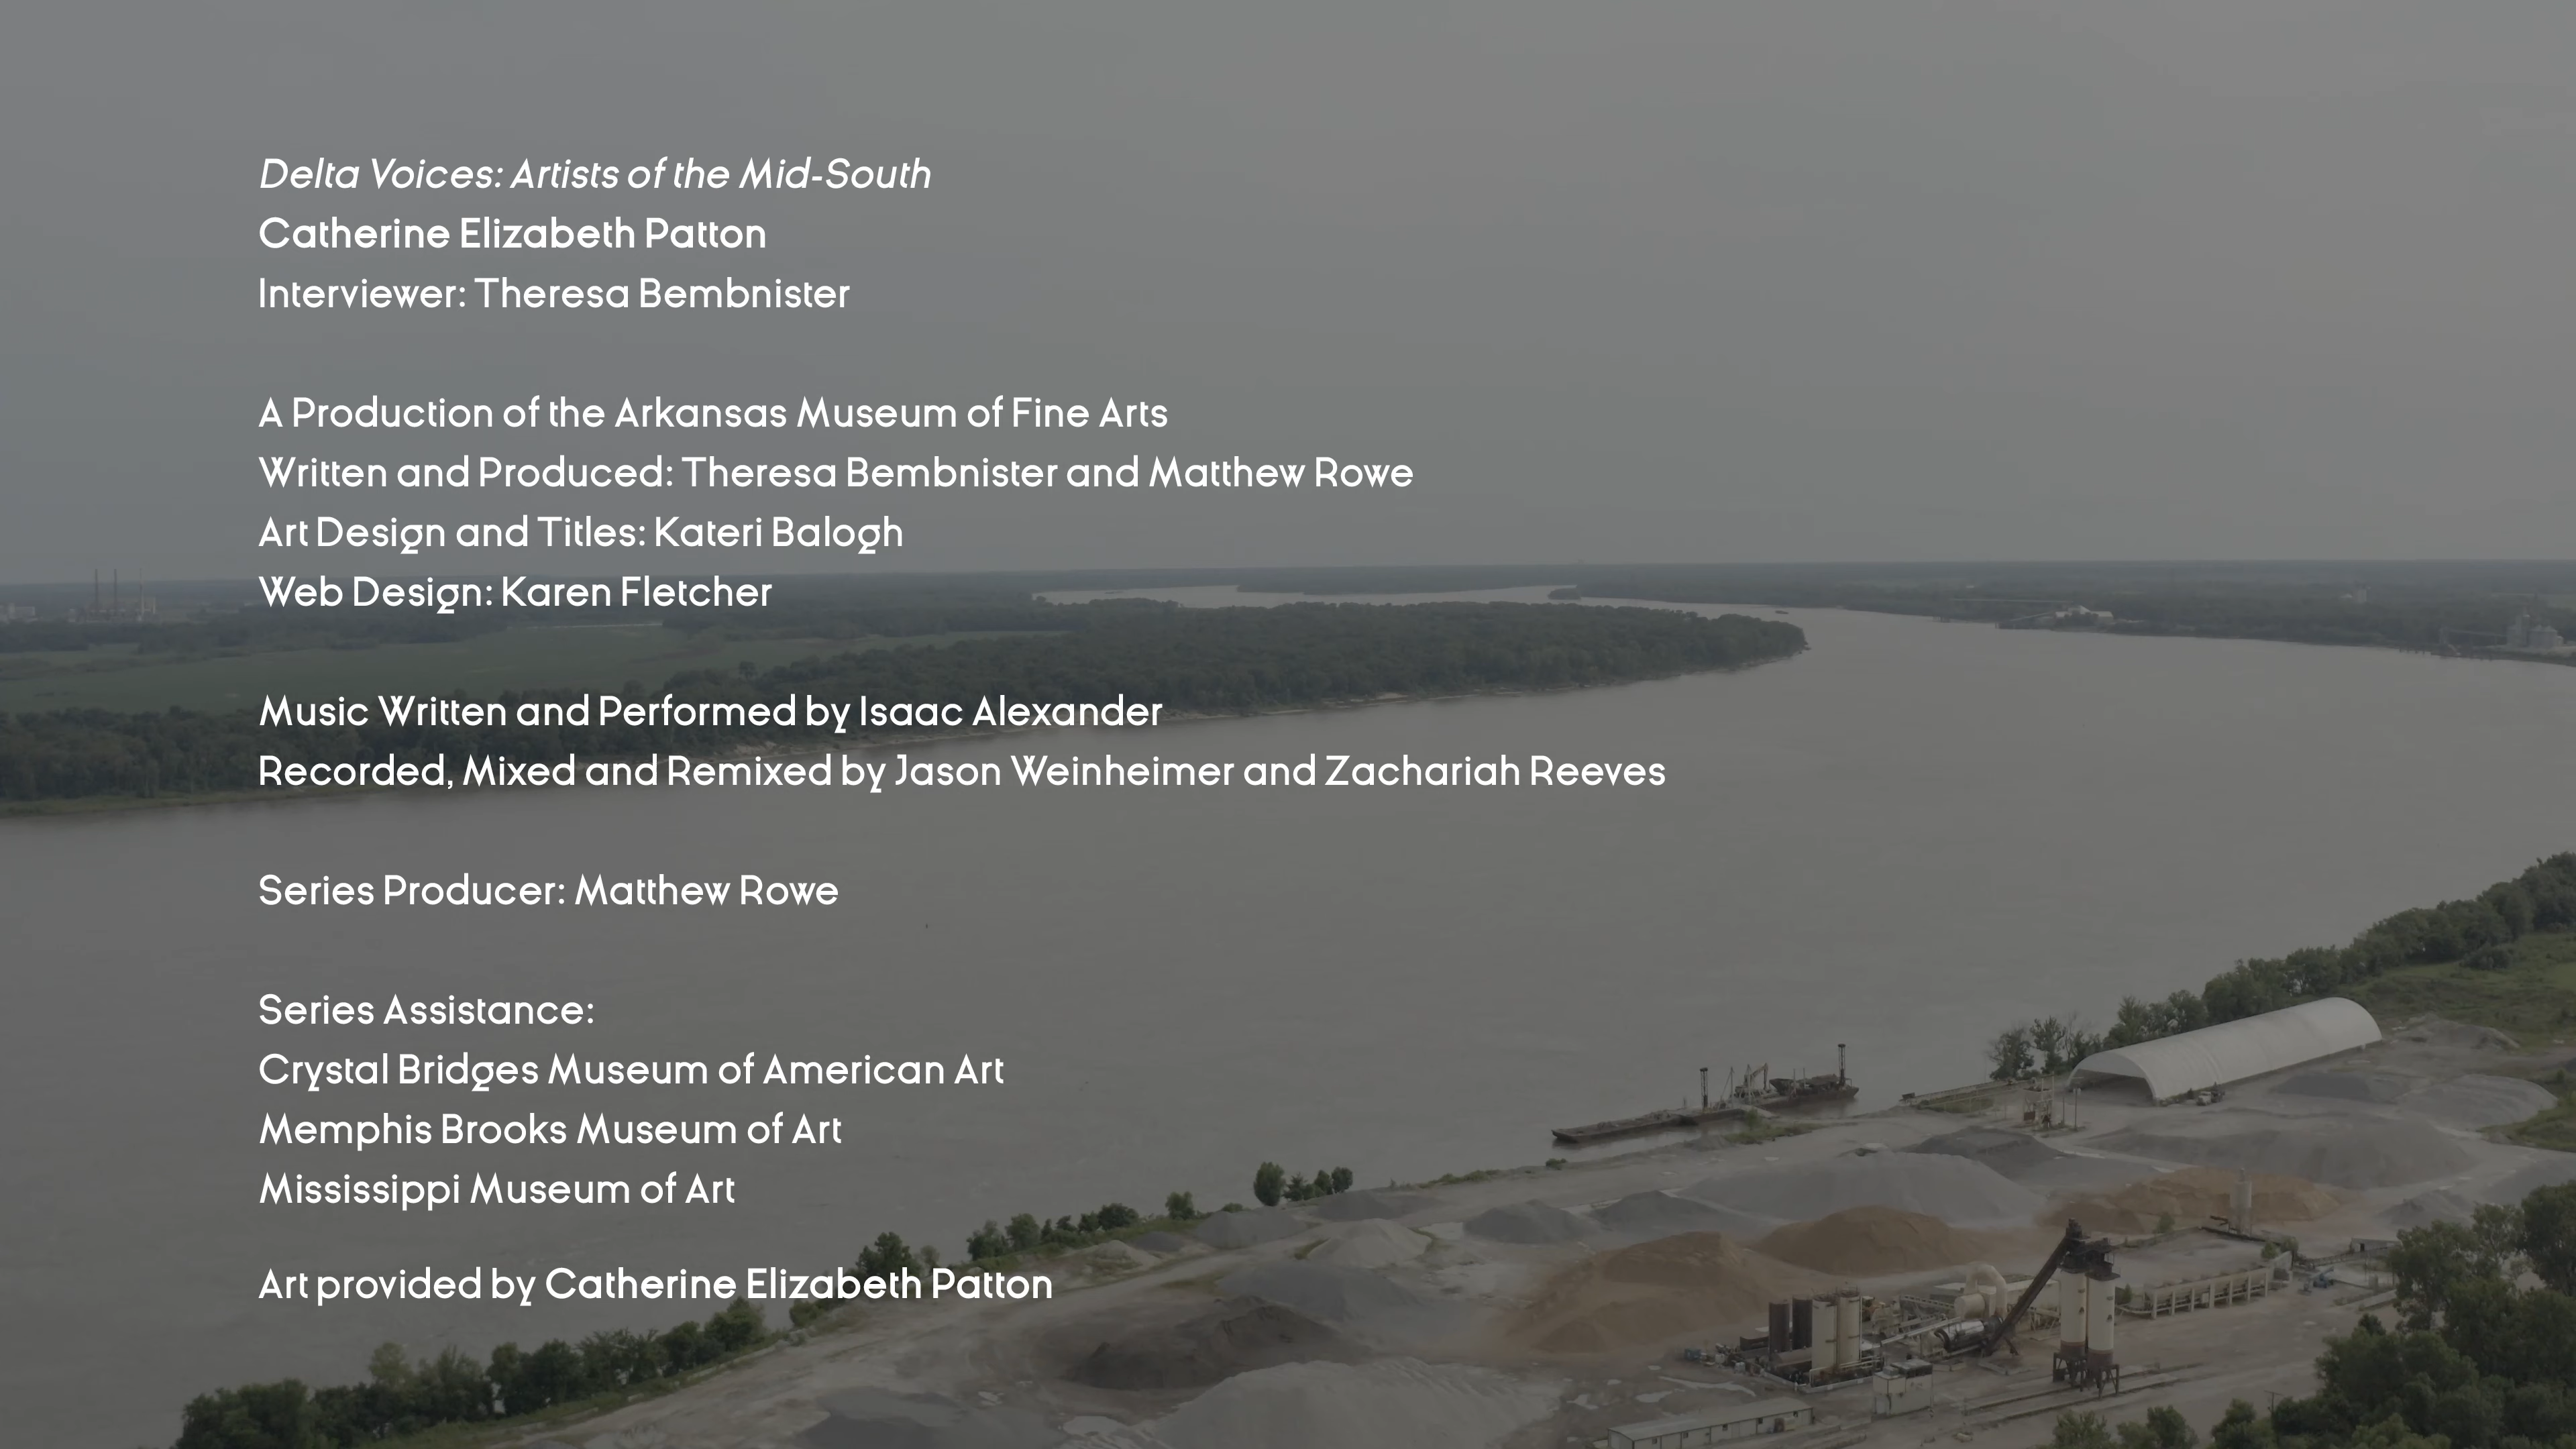 Delta Voices: Artists of the Mid-South
Catherine Elizabeth Patton
Interviewer: Theresa Bembnister
A Production of the Arkansas Museum of Fine Arts
Written and Produced: Theresa Bembnister and Matthew Rowe
Art Design and Titles: Kateri Balogh
Web Design: Karen Fletcher
Music Written and Performed by Isaac Alexander
Recorded, Mixed and Remixed by Jason Weinheimer and Zachariah Reeves
Series Producer: Matthew Rowe
Series Assistance:
Crystal Bridges Museum of American Art
Memphis Brooks Museum of Art
Mississippi Museum of Art
Art provided by Catherine Elizabeth Patton